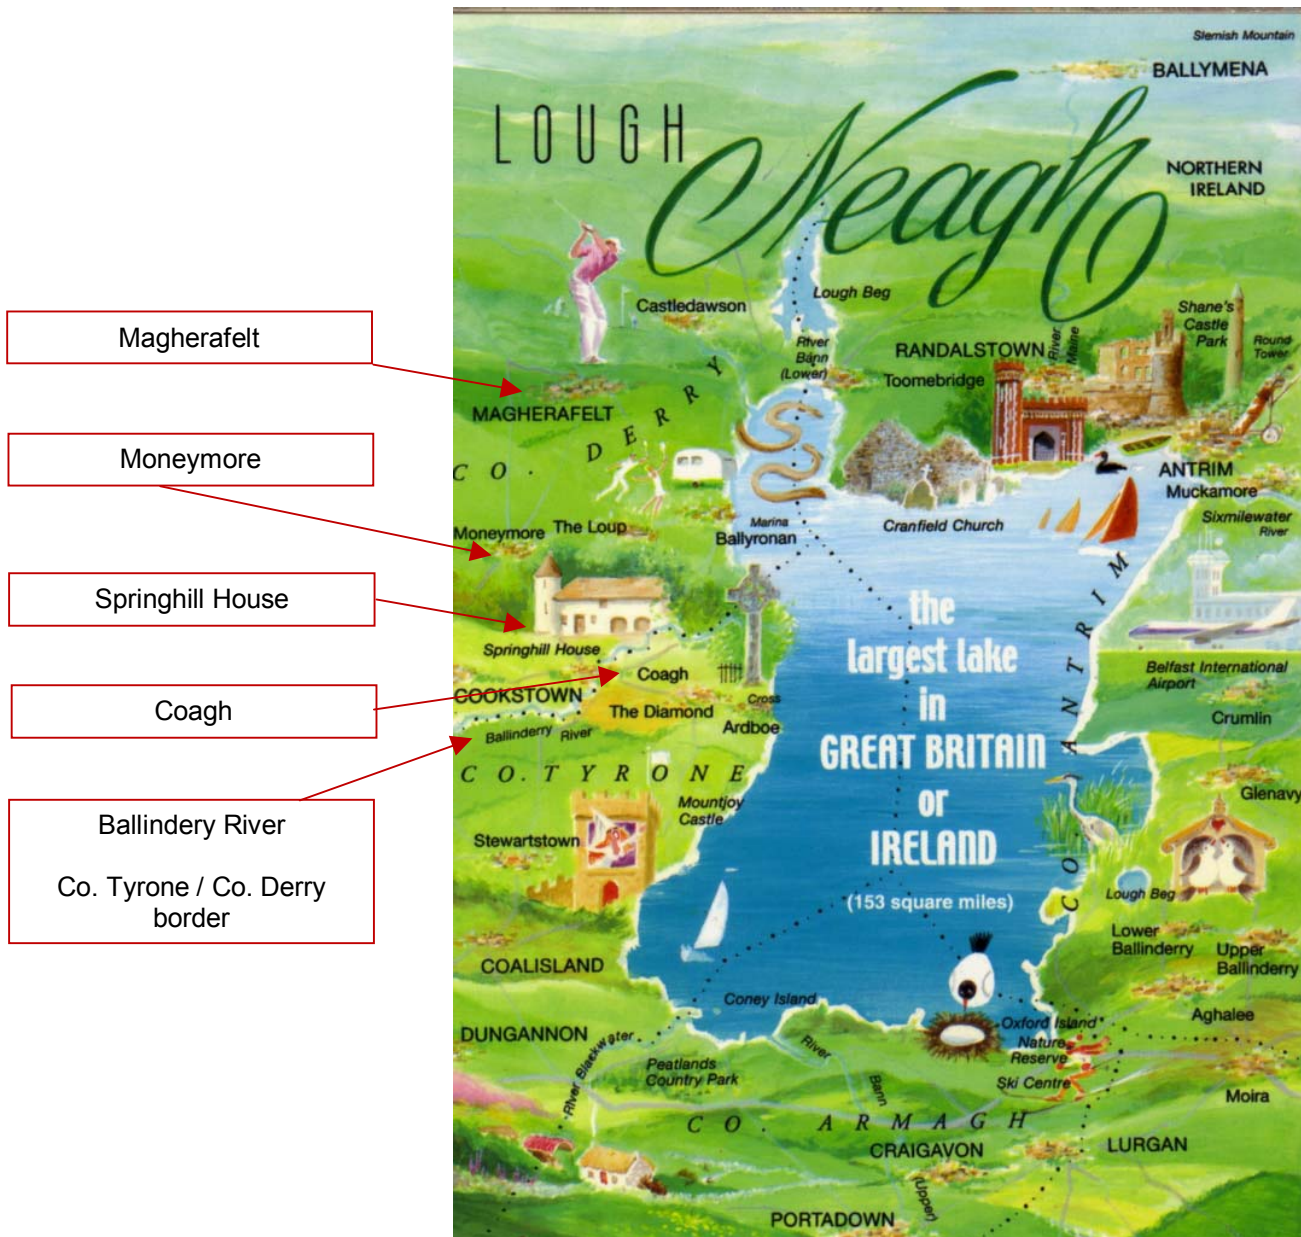 Magherafelt
Moneymore
Springhill House
Coagh
Ballindery River
Co. Tyrone / Co. Derry
border
Slemish Mountain
BALLYMENA
LOUGH
Neagh
NORTHERN
IRELAND
Castledawson
Lough Beg
Shane's
Castle
Park
Round
Tower
River
Bann
(Lower)
RANDALSTOWN
River
Maine
Toomebridge
MAGHERAFELT
CO. DERRY
ANTRIM
Muckamore
Sixmilewater
River
Cranfield Church
Moneymore
The Loup
Marina
Ballyronan
the
largest lake
in
GREAT BRITAIN
or
IRELAND
(153 square miles)
CO. ANTRIM
Springhill House
Belfast International
Airport
Coagh
COOKSTOWN
The Diamond
Cross
Ardboe
Crumlin
Ballinderry River
CO. TYRONE
Mountjoy
Castle
Glenavy
Stewartstown
Lough Beg
Lower
Ballinderry
Upper
Ballinderry
COALISLAND
Coney Island
Oxford Island
Nature
Reserve
Aghalee
DUNGANNON
River Blackwater
Peatlands
Country Park
River
Bann
Ski Centre
Moira
CO. ARMAGH
CRAIGAVON
LURGAN
(Upper)
PORTADOWN